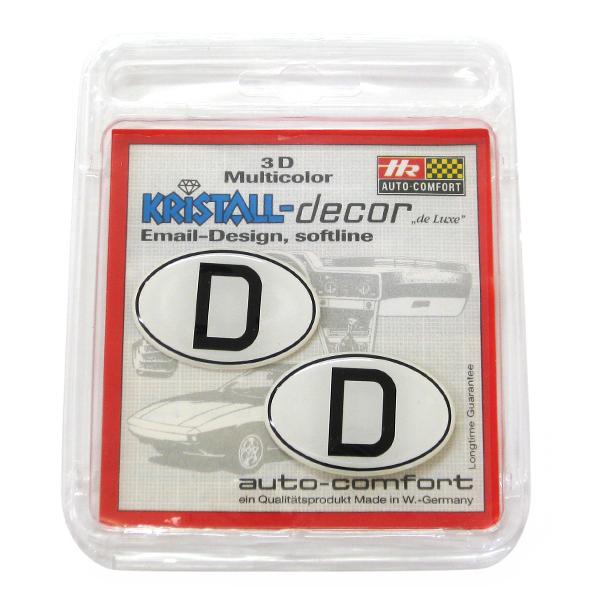 3D
Multicolor
HR
AUTO-COMFORT
KRISTALL-decor „de Luxe"
Email-Design, softline
D
D
Longtime Guarantee
auto-comfort
ein Qualitätsprodukt Made in W.-Germany